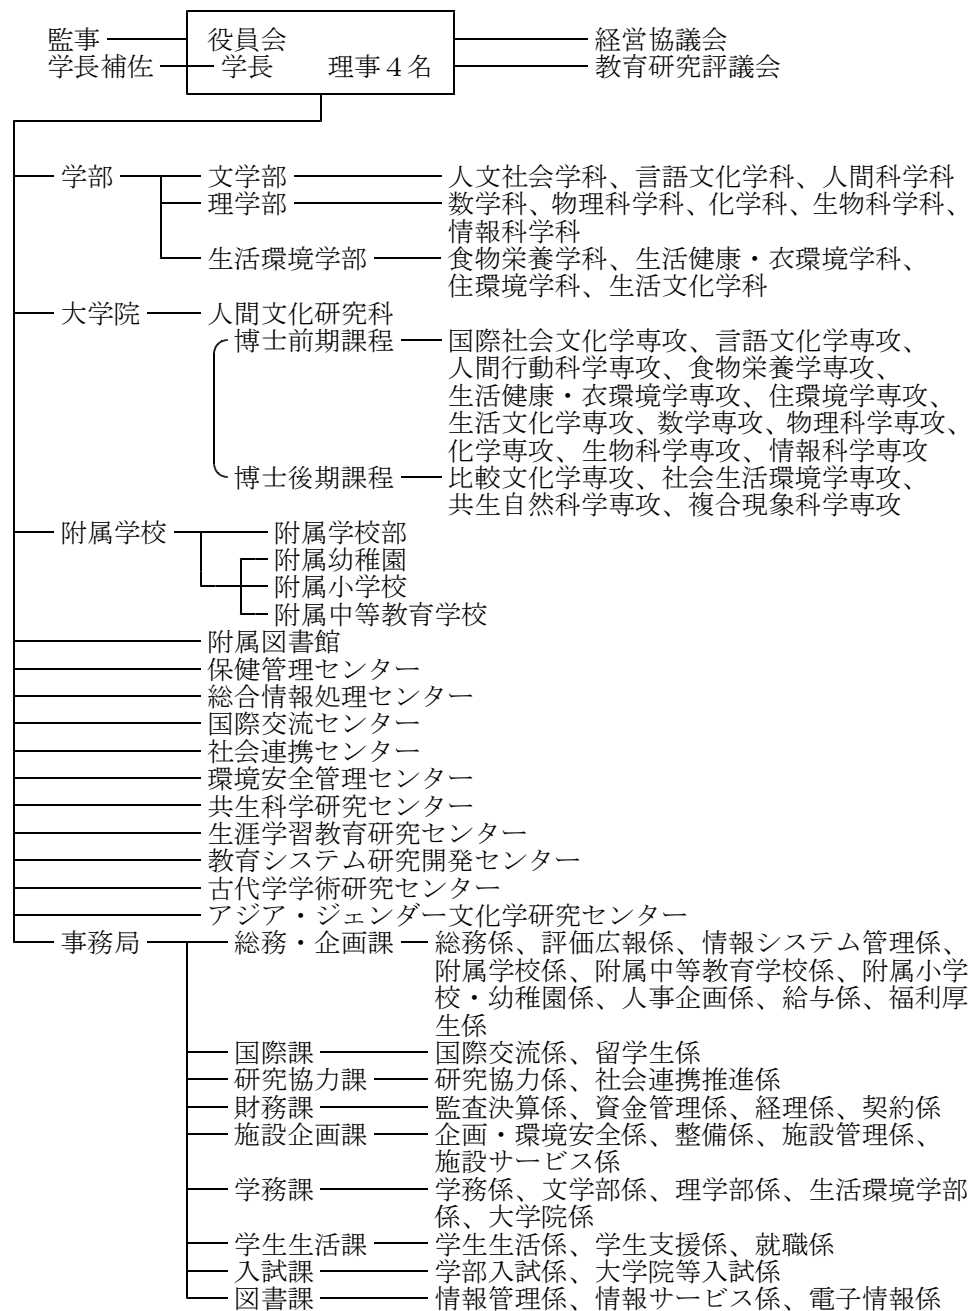 監事 役員会 経営協議会
学長補佐 学長 理事４名 教育研究評議会
学部 文学部 人文社会学科、言語文化学科、人間科学科
理学部 数学科、物理科学科、化学科、生物科学科、
情報科学科
生活環境学部 食物栄養学科、生活健康・衣環境学科、
住環境学科、生活文化学科
大学院 人間文化研究科
博士前期課程 国際社会文化学専攻、言語文化学専攻、
人間行動科学専攻、食物栄養学専攻、
生活健康・衣環境学専攻、住環境学専攻、
生活文化学専攻、数学専攻、物理科学専攻、
化学専攻、生物科学専攻、情報科学専攻
博士後期課程 比較文化学専攻、社会生活環境学専攻、
共生自然科学専攻、複合現象科学専攻
附属学校 附属学校部
附属幼稚園
附属小学校
附属中等教育学校
附属図書館
保健管理センター
総合情報処理センター
国際交流センター
社会連携センター
環境安全管理センター
共生科学研究センター
生涯学習教育研究センター
教育システム研究開発センター
古代学学術研究センター
アジア・ジェンダー文化学研究センター
事務局 総務・企画課 総務係、評価広報係、情報システム管理係、
附属学校係、附属中等教育学校係、附属小学
校・幼稚園係、人事企画係、給与係、福利厚
生係
国際課 国際交流係、留学生係
研究協力課 研究協力係、社会連携推進係
財務課 監査決算係、資金管理係、経理係、契約係
施設企画課 企画・環境安全係、整備係、施設管理係、
施設サービス係
学務課 学務係、文学部係、理学部係、生活環境学部
係、大学院係
学生生活課 学生生活係、学生支援係、就職係
入試課 学部入試係、大学院等入試係
図書課 情報管理係、情報サービス係、電子情報係